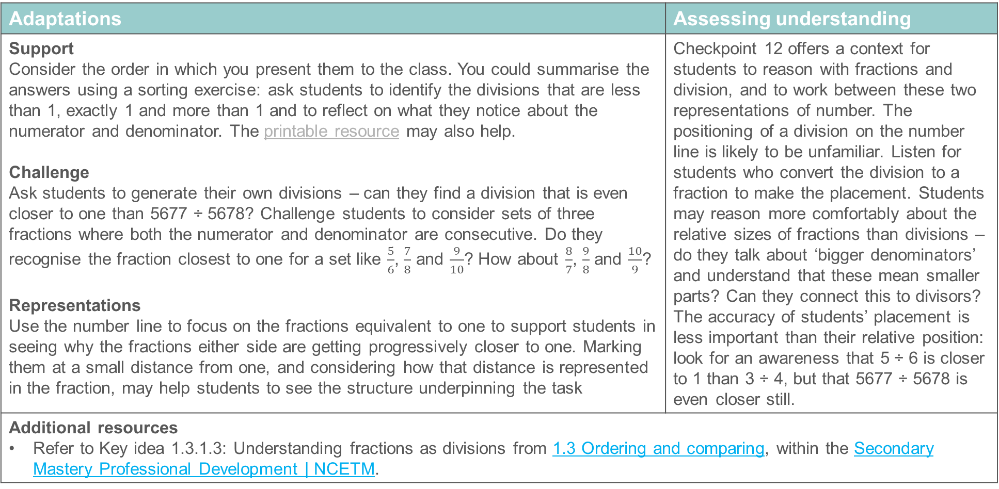 Adaptations
Support
Consider the order in which you present them to the class. You could summarise the
answers using a sorting exercise: ask students to identify the divisions that are less
than 1, exactly 1 and more than 1 and to reflect on what they notice about the
numerator and denominator. The printable resource may also help.
Challenge
Ask students to generate their own divisions – can they find a division that is even
closer to one than 5677 ÷ 5678? Challenge students to consider sets of three
fractions where both the numerator and denominator are consecutive. Do they
recognise the fraction closest to one for a set like 5/6, 7/8 and 9/10? How about 8/7, 9/8 and 10/9?
Representations
Use the number line to focus on the fractions equivalent to one to support students in
seeing why the fractions either side are getting progressively closer to one. Marking
them at a small distance from one, and considering how that distance is represented
in the fraction, may help students to see the structure underpinning the task
Assessing understanding
Checkpoint 12 offers a context for
students to reason with fractions and
division, and to work between these two
representations of number. The
positioning of a division on the number
line is likely to be unfamiliar. Listen for
students who convert the division to a
fraction to make the placement. Students
may reason more comfortably about the
relative sizes of fractions than divisions –
do they talk about ‘bigger denominators’
and understand that these mean smaller
parts? Can they connect this to divisors?
The accuracy of students’ placement is
less important than their relative position:
look for an awareness that 5 ÷ 6 is closer
to 1 than 3 ÷ 4, but that 5677 ÷ 5678 is
even closer still.
Additional resources
• Refer to Key idea 1.3.1.3: Understanding fractions as divisions from 1.3 Ordering and comparing, within the Secondary
Mastery Professional Development | NCETM.